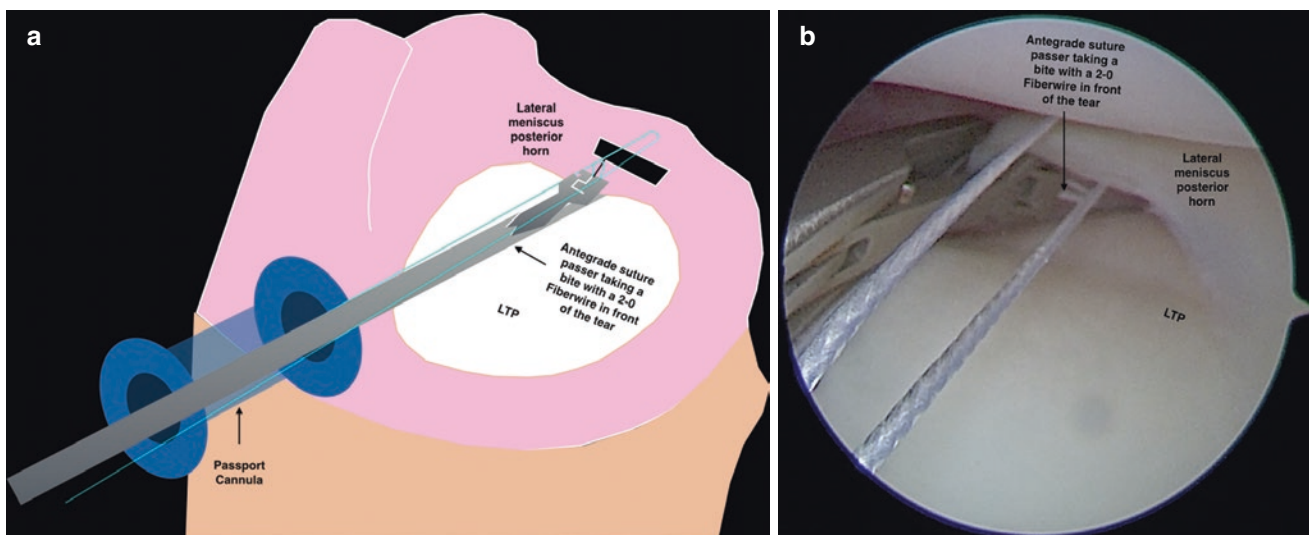 a
Lateral
meniscus
posterior
horn
Antegrade suture
passer taking a
bite with a 2-0
Fiberwire in front
of the tear
LTP
Passport
Cannula
b
Antegrade suture
passer taking a
bite with a 2-0
Fiberwire in front
of the tear
Lateral
meniscus
posterior
horn
LTP